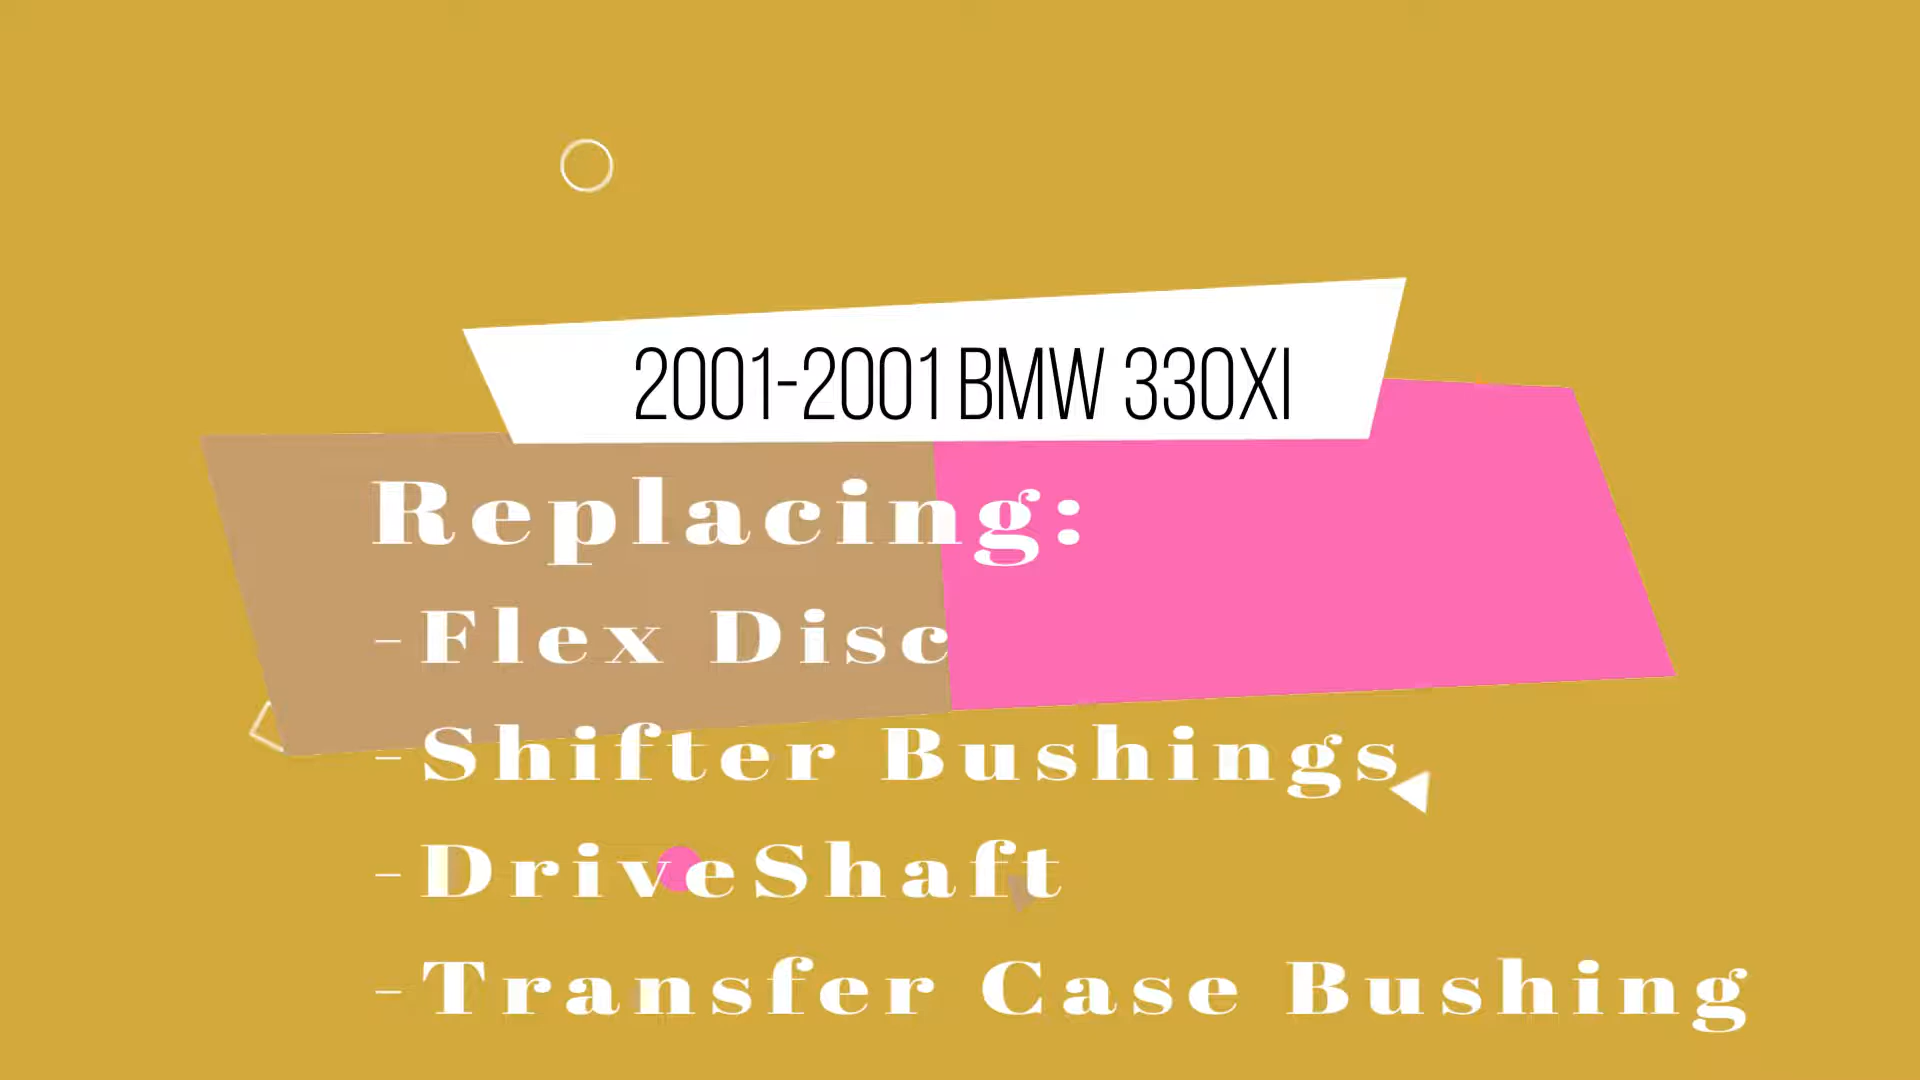 2001-2001 BMW 330XI
Replacing:
-Flex Disc
-Shifter Bushings
-DriveShaft
-Transfer Case Bushing